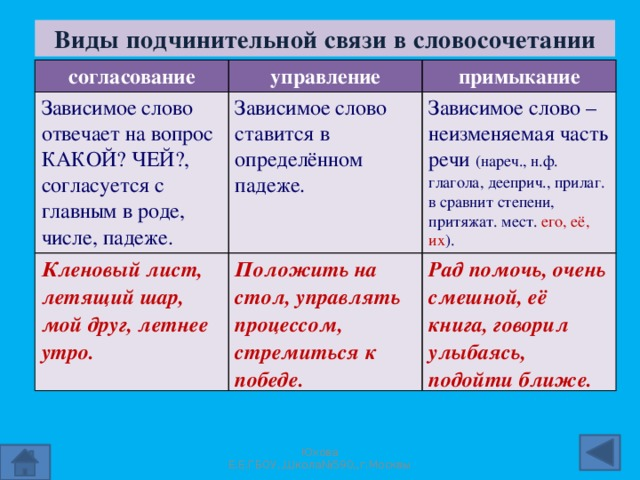 Виды подчинительной связи в словосочетании
согласование
управление
примыкание
Зависимое слово
отвечает на вопрос
КАКОЙ? ЧЕЙ?,
согласуется с
главным в роде,
числе, падеже.
Зависимое слово
ставится в
определённом
падеже.
Зависимое слово –
неизменяемая часть
речи (нареч., н.ф.
глагола, дееприч., прилаг.
в сравнит степени,
притяжат. мест. его, её,
их).
Кленовый лист,
летящий шар,
мой друг, летнее
утро.
Положить на
стол, управлять
процессом,
стремиться к
победе.
Рад помочь, очень
смешной, её
книга, говорил
улыбаясь,
подойти ближе.